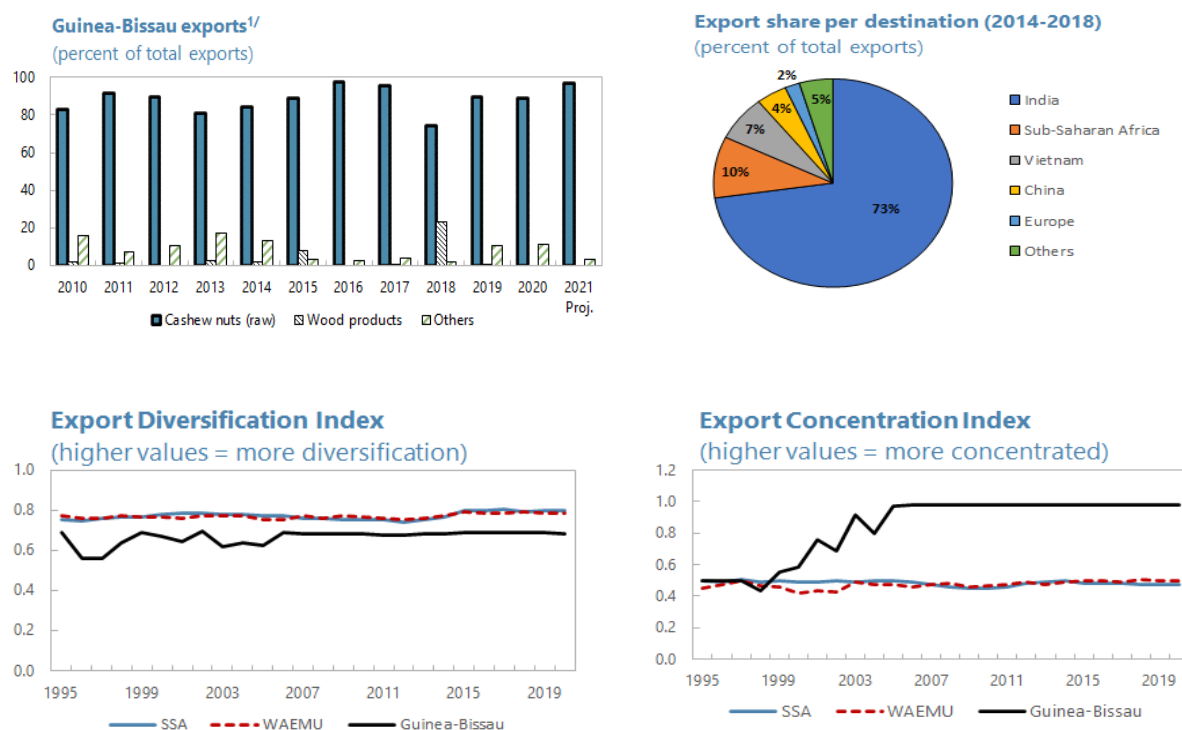 Guinea-Bissau exports1/
(percent of total exports)
100
80
60
40
20
0
2010 2011 2012 2013 2014 2015 2016 2017 2018 2019 2020 2021
Proj.
Cashew nuts (raw) Wood products Others
Export share per destination (2014-2018)
(percent of total exports)
2%
5%
4%
7%
10%
73%
India
Sub-Saharan Africa
Vietnam
China
Europe
Others
Export Diversification Index
(higher values = more diversification)
1.0
0.8
0.6
0.4
0.2
0.0
1995 1999 2003 2007 2011 2015 2019
SSA WAEMU Guinea-Bissau
Export Concentration Index
(higher values = more concentrated)
1.2
1.0
0.8
0.6
0.4
0.2
0.0
1995 1999 2003 2007 2011 2015 2019
SSA WAEMU Guinea-Bissau